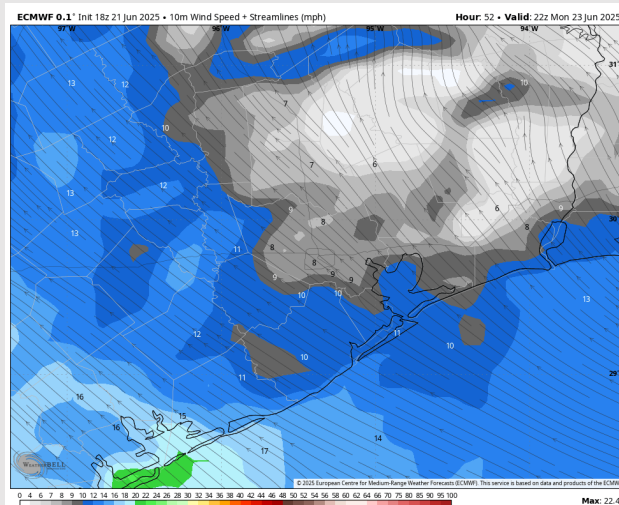 ECMWF 0.1° Init 18z 21 Jun 2025 • 10m Wind Speed + Streamlines (mph)
Hour: 52 • Valid: 22z Mon 23 Jun 2025
97°W 96°W 95°W 94°W
31°
13 12 10
7
12 10
7 6
13 12
9 6 9
13 8 8 30°
11 8
8
9 9 9
10 10 13
12 11
10 10
29°
11
16
15
16 14
17
WEATHERBELL
© 2025 European Centre for Medium-Range Weather Forecasts (ECMWF). This service is based on data and products of the ECMW
0 2 4 6 8 9 10 12 14 16 18 20 22 24 26 28 30 32 34 36 38 40 42 44 46 48 50 52 54 56 58 60 62 64 66 68 70 75 80 85 90 95 100
Max: 22.4